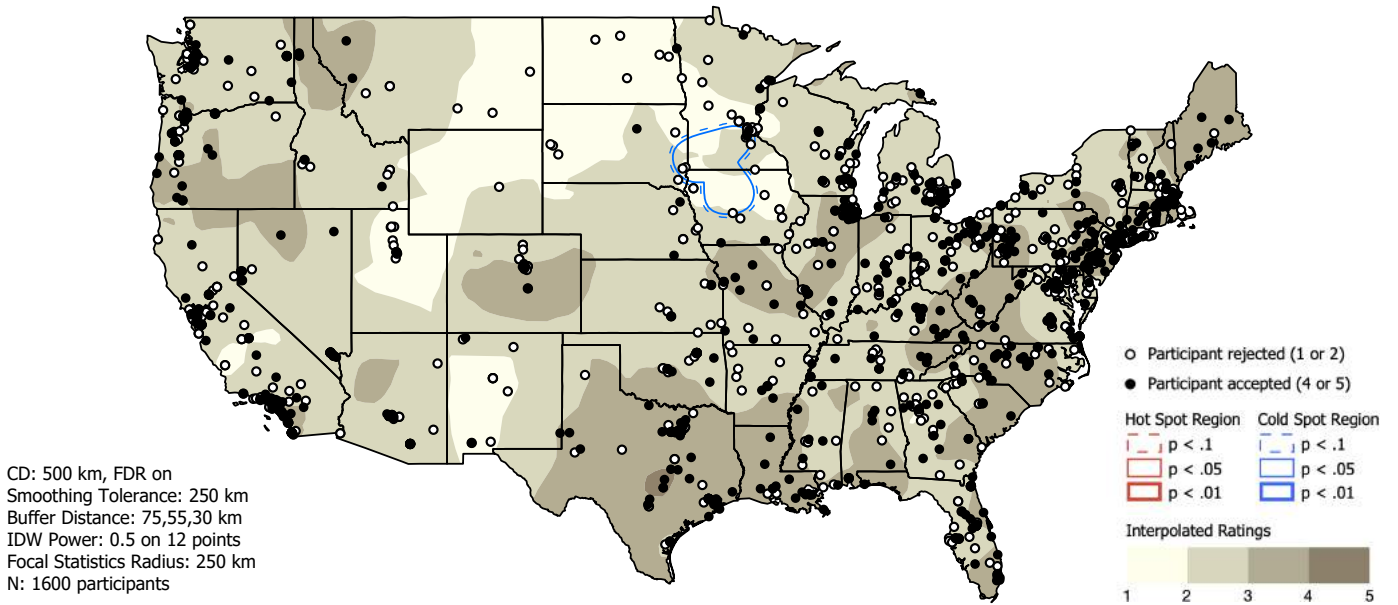 Participant rejected (1 or 2)
Participant accepted (4 or 5)
Hot Spot Region Cold Spot Region
p < .1 p < .1
p < .05 p < .05
p < .01 p < .01
CD: 500 km, FDR on
Smoothing Tolerance: 250 km
Buffer Distance: 75,55,30 km
IDW Power: 0.5 on 12 points
Focal Statistics Radius: 250 km
N: 1600 participants
Interpolated Ratings
1 2 3 4 5